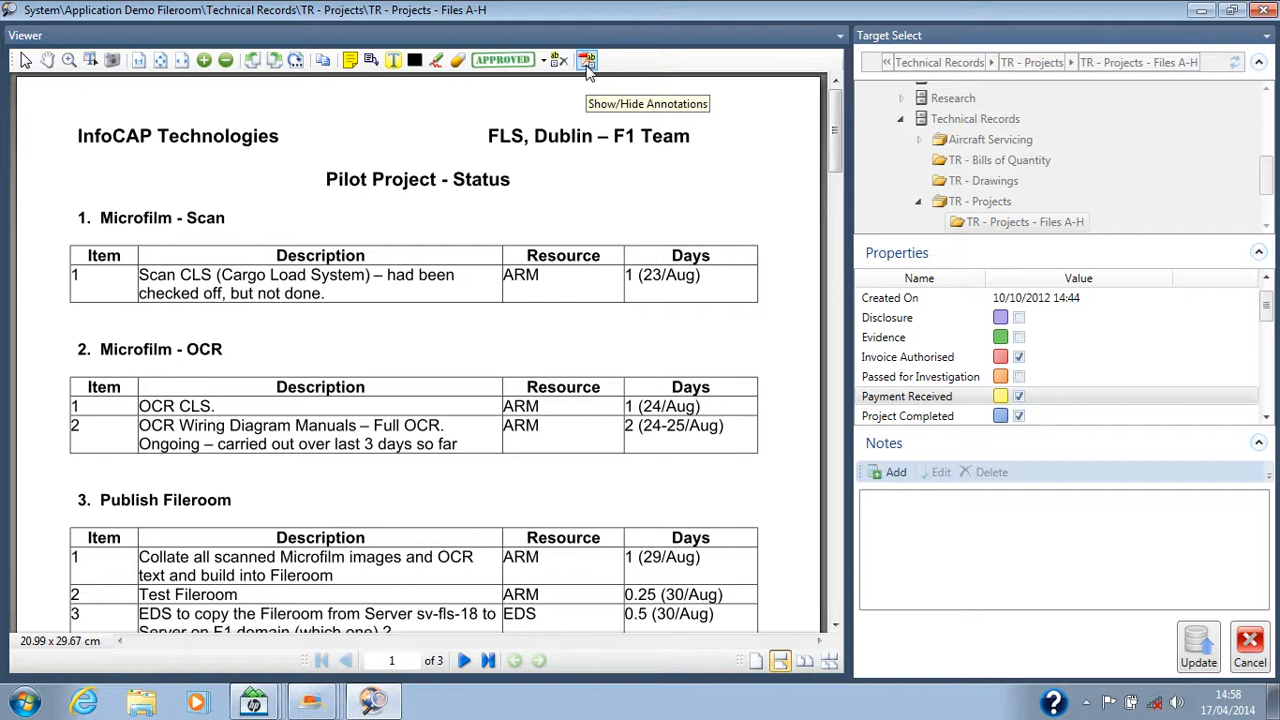 System\Application Demo Fileroom\Technical Records\TR - Projects\TR - Projects - Files A-H
Viewer
Target Select
APPROVED
Technical Records
TR - Projects
TR - Projects - Files A-H
Show/Hide Annotations
Research
Technical Records
Aircraft Servicing
TR - Bills of Quantity
TR - Drawings
TR - Projects
TR - Projects - Files A-H
InfoCAP Technologies
FLS, Dublin – F1 Team
Pilot Project - Status
1. Microfilm - Scan
Item Description Resource Days
1 Scan CLS (Cargo Load System) – had been ARM 1 (23/Aug)
checked off, but not done.
2. Microfilm - OCR
Item Description Resource Days
1 OCR CLS. ARM 1 (24/Aug)
2 OCR Wiring Diagram Manuals – Full OCR. ARM 2 (24-25/Aug)
Ongoing – carried out over last 3 days so far
3. Publish Fileroom
Item Description Resource Days
1 Collate all scanned Microfilm images and OCR ARM 1 (29/Aug)
text and build into Fileroom
2 Test Fileroom ARM 0.25 (30/Aug)
3 EDS to copy the Fileroom from Server sv-fls-18 to EDS 0.5 (30/Aug)
Server on F1 domain (which one) ?
Properties
Name Value
Created On 10/10/2012 14:44
Disclosure
Evidence
Invoice Authorised
Passed for Investigation
Payment Received
Project Completed
Notes
Add Edit Delete
Update
Cancel
20.99 x 29.67 cm
1 of 3
14:58
17/04/2014